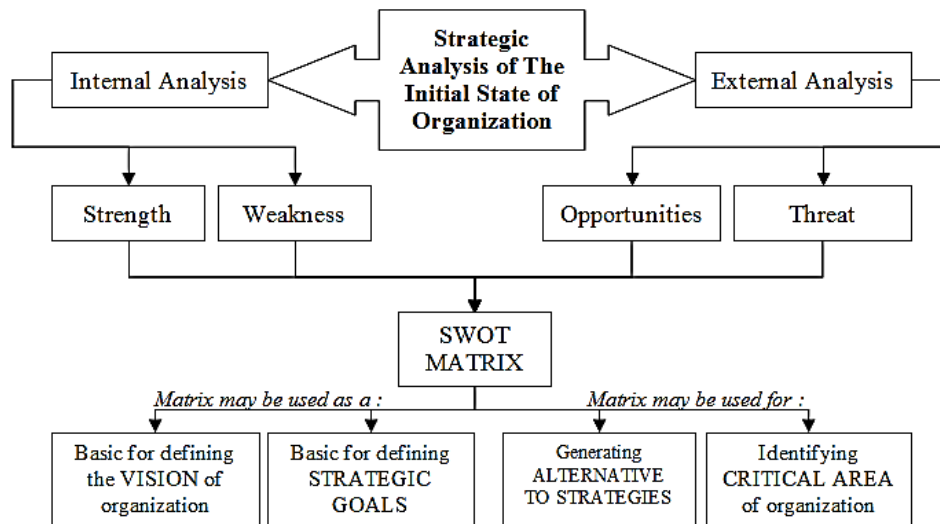 Strategic
Analysis of The
Initial State of
Organization
Internal Analysis
External Analysis
Strength
Weakness
Opportunities
Threat
SWOT
MATRIX
Matrix may be used as a :
Matrix may be used for :
Basic for defining
the VISION of
organization
Basic for defining
STRATEGIC
GOALS
Generating
ALTERNATIVE
TO STRATEGIES
Identifying
CRITICAL AREA
of organization